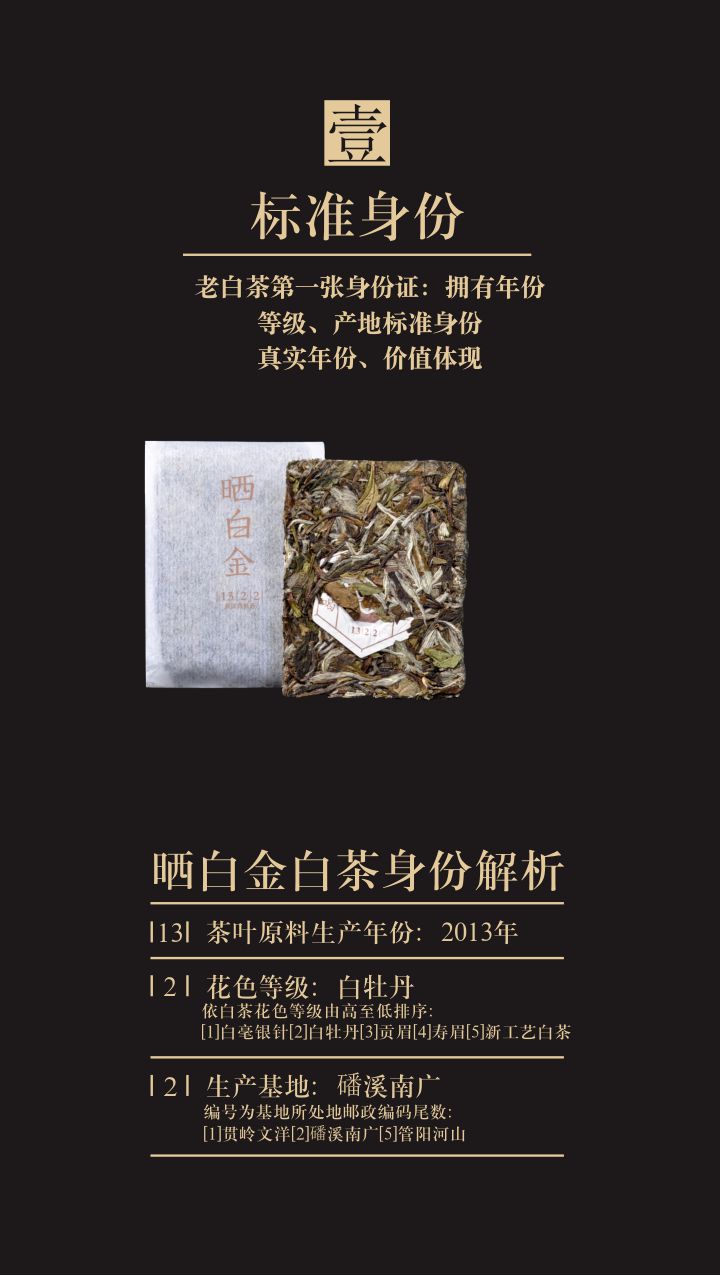 壹
标准身份
老白茶第一张身份证：拥有年份
等级、产地标准身份
真实年份、价值体现
晒
白
金
13|2|2
13|2|2
晒白金白茶身份解析
|13| 茶叶原料生产年份：2013年
|2| 花色等级：白牡丹
依白茶花色等级由高至低排序：
[1]白毫银针[2]白牡丹[3]贡眉[4]寿眉[5]新工艺白茶
|2| 生产基地：磻溪南广
编号为基地所处地邮政编码尾数：
[1]贯岭文洋[2]磻溪南广[5]管阳河山